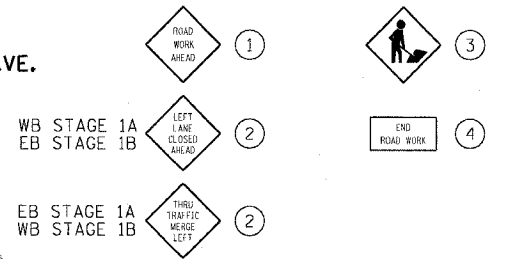 ROAD
WORK
AHEAD
1
3
VE.
WB STAGE 1A
EB STAGE 1B
LEFT
LANE
CLOSED
AHEAD
2
END
ROAD WORK
4
EB STAGE 1A
WB STAGE 1B
THRU
TRAFFIC
MERGE
LEFT
2